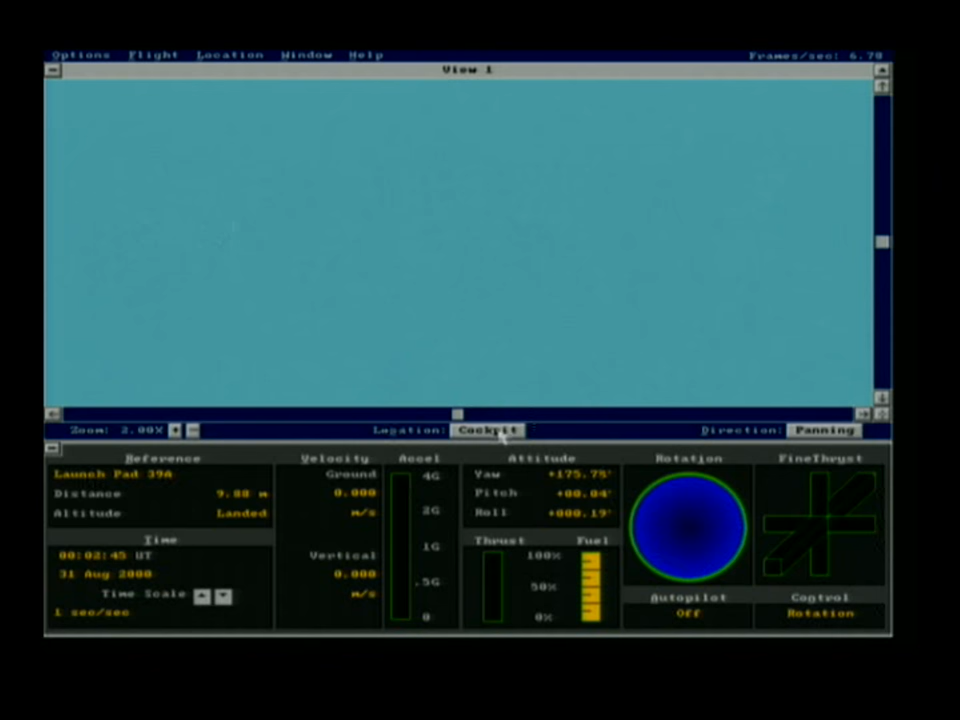 Options Flight Location Window Help Frames/sec: 6.78
View 1
Zoom: 2.00X + - Location: Cockpit Direction: Panning
Reference Velocity Accel Attitude Rotation FineThryst
Launch Pad 39A Ground 4G Yaw +175.75°
Distance 9.88 m 0.000 Pitch +00.04°
Altitude Landed m/s 2G Roll +000.19°
Time Thrust Fuel
00:02:45 UT Vertical 1G 100%
31 Aug 2000 0.000 .5G 50%
Time Scale m/s Autopilot Control
1 sec/sec 0 0% Off Rotation